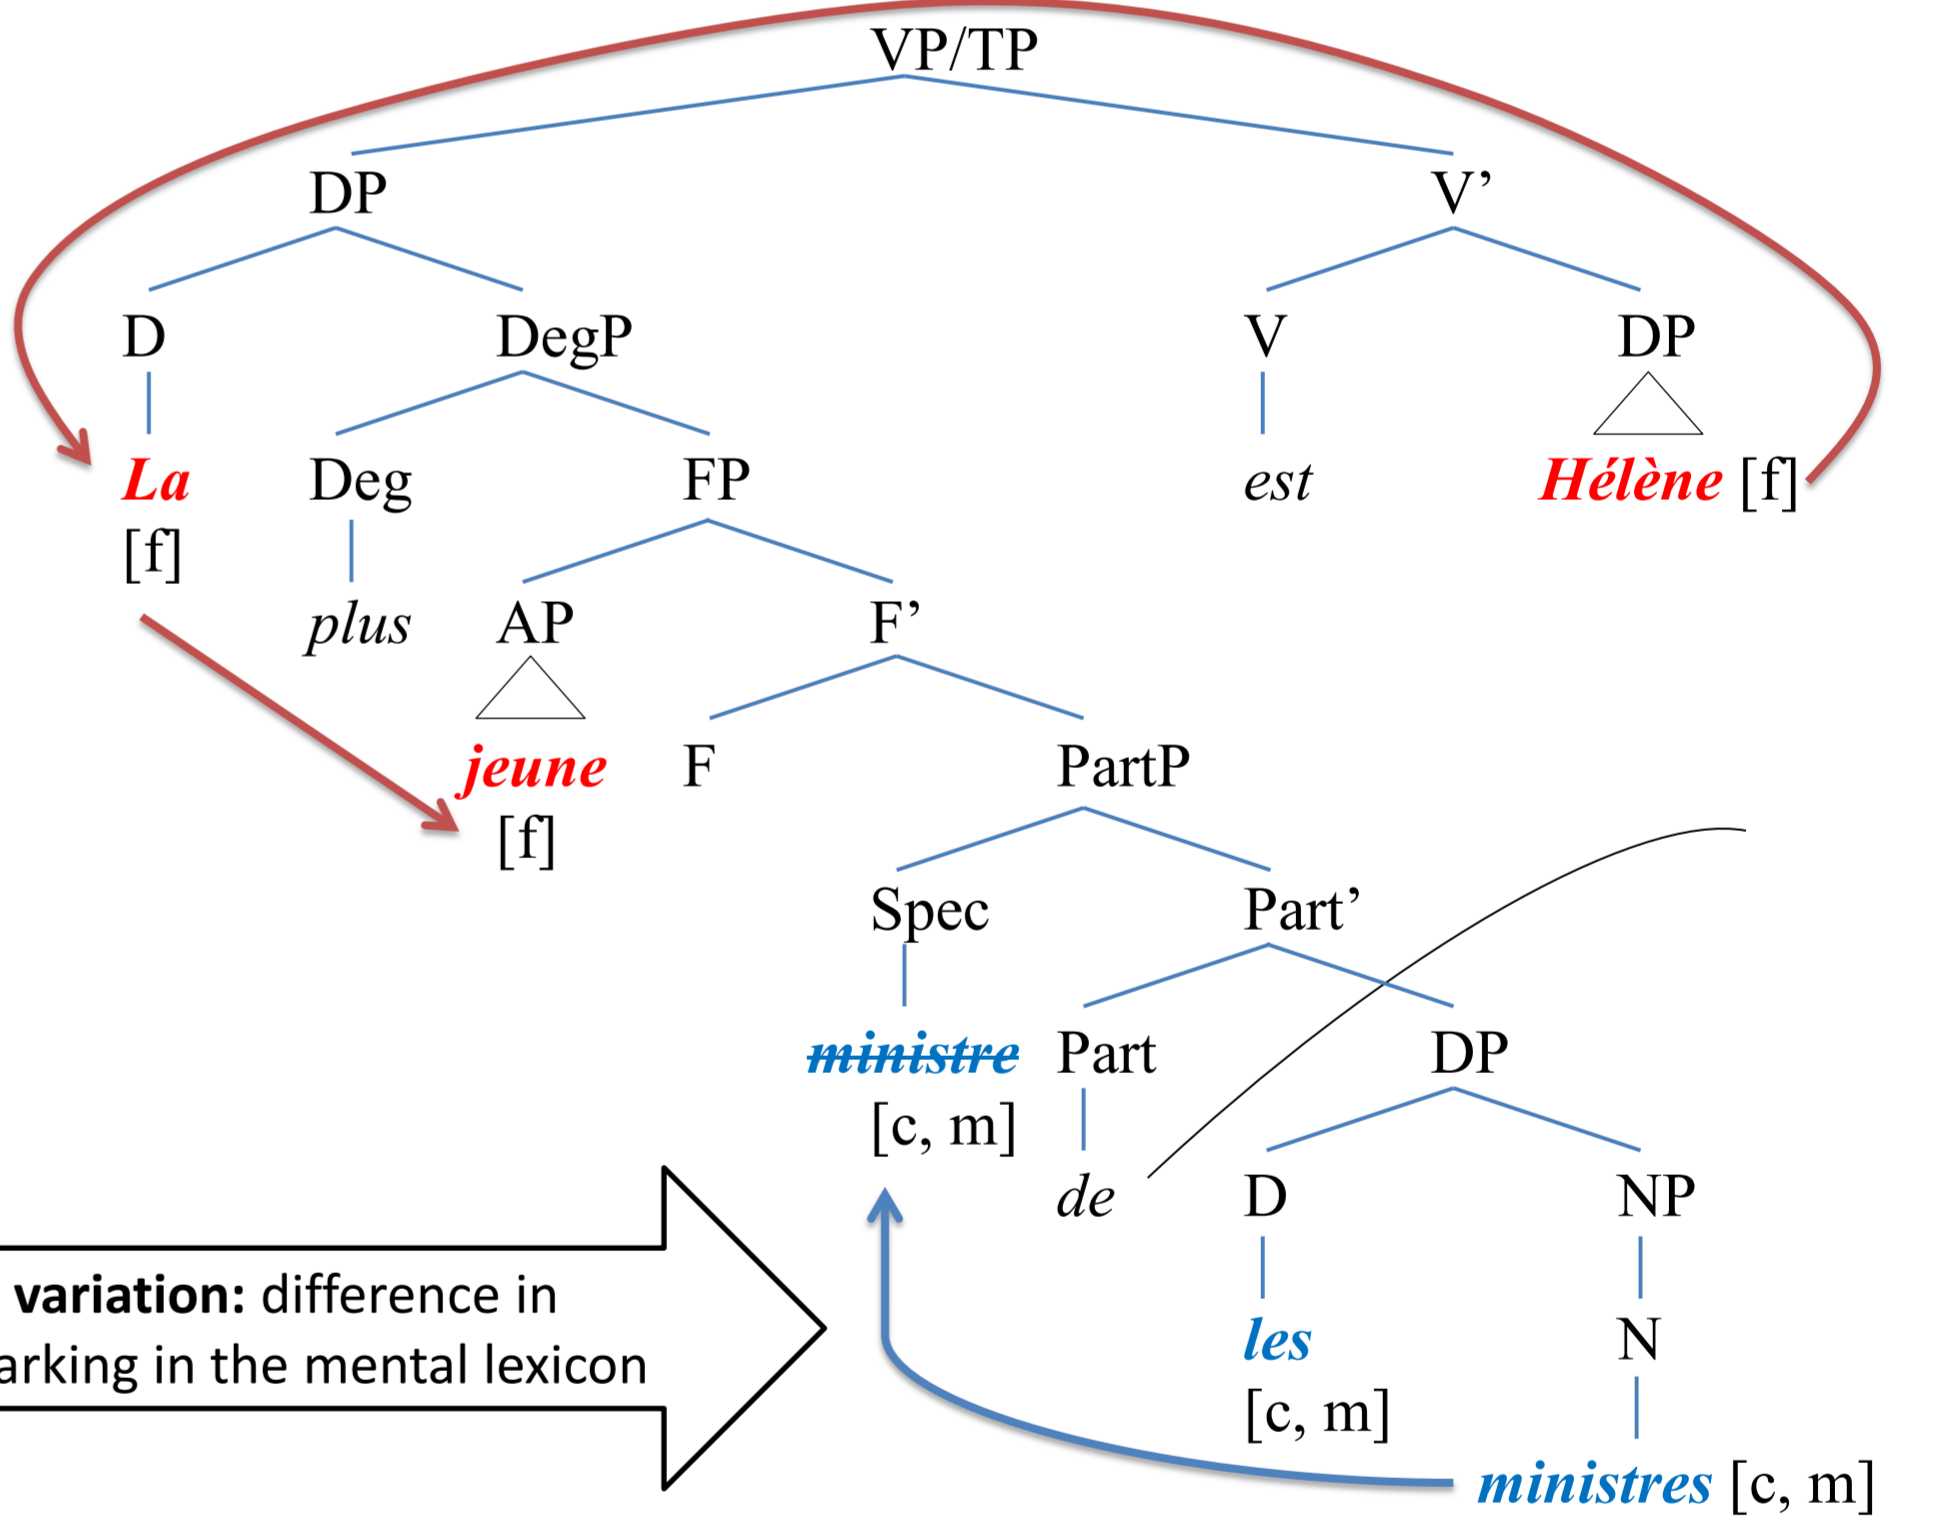 VP/TP
DP V’
D DegP V DP
La Deg FP est Hélène [f]
[f]
plus AP F’
jeune F PartP
[f]
Spec Part’
ministre Part DP
[c, m]
de D NP
variation: difference in
les N
arking in the mental lexicon
[c, m]
ministres [c, m]